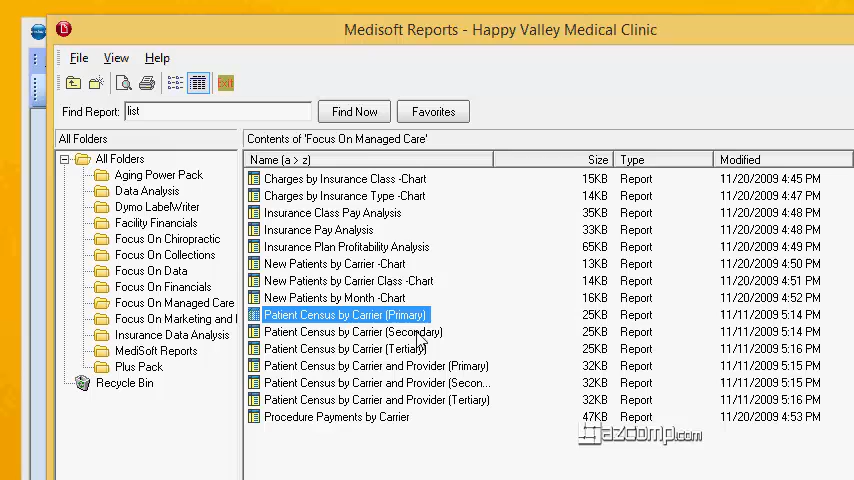 Medisoft Reports - Happy Valley Medical Clinic
File View Help
Exit
Find Report: list Find Now Favorites
All Folders Contents of 'Focus On Managed Care'
Name (a > z) Size Type Modified
All Folders
Aging Power Pack
Data Analysis
Dymo LabelWriter
Facility Financials
Focus On Chiropractic
Focus On Collections
Focus On Data
Focus On Financials
Focus On Managed Care
Focus On Marketing and
Insurance Data Analysis
MediSoft Reports
Plus Pack
Recycle Bin
Charges by Insurance Class -Chart 15KB Report 11/20/2009 4:45 PM
Charges by Insurance Type -Chart 14KB Report 11/20/2009 4:47 PM
Insurance Class Pay Analysis 35KB Report 11/20/2009 4:48 PM
Insurance Pay Analysis 33KB Report 11/20/2009 4:48 PM
Insurance Plan Profitability Analysis 65KB Report 11/20/2009 4:49 PM
New Patients by Carrier -Chart 13KB Report 11/20/2009 4:50 PM
New Patients by Carrier Class -Chart 14KB Report 11/20/2009 4:51 PM
New Patients by Month -Chart 16KB Report 11/20/2009 4:52 PM
Patient Census by Carrier (Primary) 25KB Report 11/11/2009 5:14 PM
Patient Census by Carrier (Secondary) 25KB Report 11/11/2009 5:14 PM
Patient Census by Carrier (Tertiary) 25KB Report 11/11/2009 5:16 PM
Patient Census by Carrier and Provider (Primary) 32KB Report 11/11/2009 5:15 PM
Patient Census by Carrier and Provider (Secon... 32KB Report 11/11/2009 5:15 PM
Patient Census by Carrier and Provider (Tertiary) 32KB Report 11/11/2009 5:16 PM
Procedure Payments by Carrier 47KB Report 11/20/2009 4:53 PM
azcomp.com